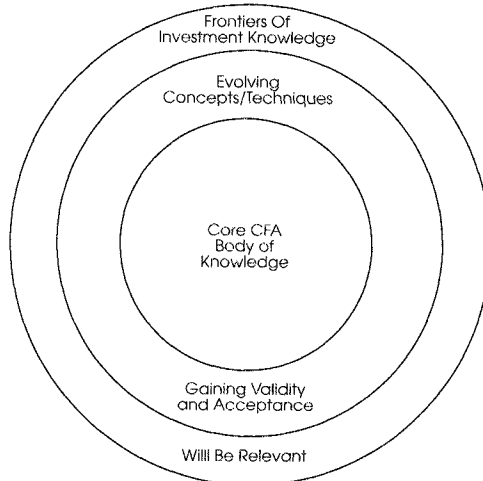 Frontiers Of
Investment Knowledge
Evolving
Concepts/Techniques
Core CFA
Body of
Knowledge
Gaining Validity
and Acceptance
Willl Be Relevant